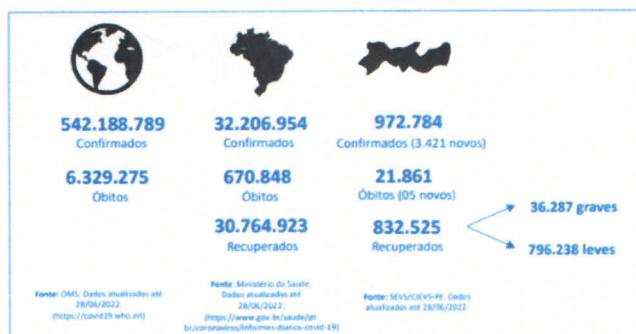 542.188.789
Confirmados
6.329.275
Óbitos
Fonte: OMS. Dados atualizados até
28/06/2022.
(https://covid19.who.int)
32.206.954
Confirmados
670.848
Óbitos
30.764.923
Recuperados
Fonte: Ministério da Saúde.
Dados atualizados até
28/06/2022.
(https://www.gov.br/saude/pt-
br/coronavirus/informes-diarios-covid-19)
972.784
Confirmados (3.421 novos)
21.861
Óbitos (05 novos)
832.525
Recuperados
36.287 graves
796.238 leves
Fonte: SEVS/CIEVS-PE. Dados
atualizados até 28/06/2022.